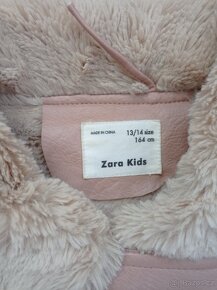 MADE IN CHINA
13/14 size
164 cm
Zara Kids